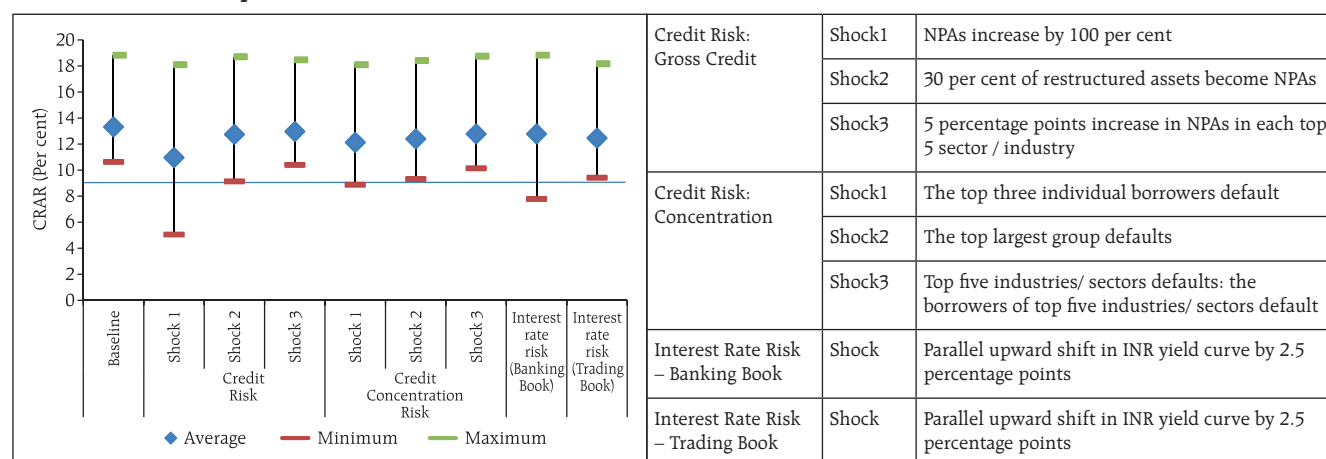 20
18
16
14
12
10
8
6
4
2
0
CRAR (Per cent)
Baseline
Shock 1
Shock 2
Shock 3
Shock 1
Shock 2
Shock 3
Interest
rate
risk
(Banking
Book)
Interest
rate
risk
(Trading
Book)
Credit
Risk
Credit
Concentration
Risk
Average
Minimum
Maximum
Credit Risk:
Gross Credit
Shock1
NPAs increase by 100 per cent
Shock2
30 per cent of restructured assets become NPAs
Shock3
5 percentage points increase in NPAs in each top
5 sector / industry
Credit Risk:
Concentration
Shock1
The top three individual borrowers default
Shock2
The top largest group defaults
Shock3
Top five industries/ sectors defaults: the
borrowers of top five industries/ sectors default
Interest Rate Risk
– Banking Book
Shock
Parallel upward shift in INR yield curve by 2.5
percentage points
Interest Rate Risk
– Trading Book
Shock
Parallel upward shift in INR yield curve by 2.5
percentage points